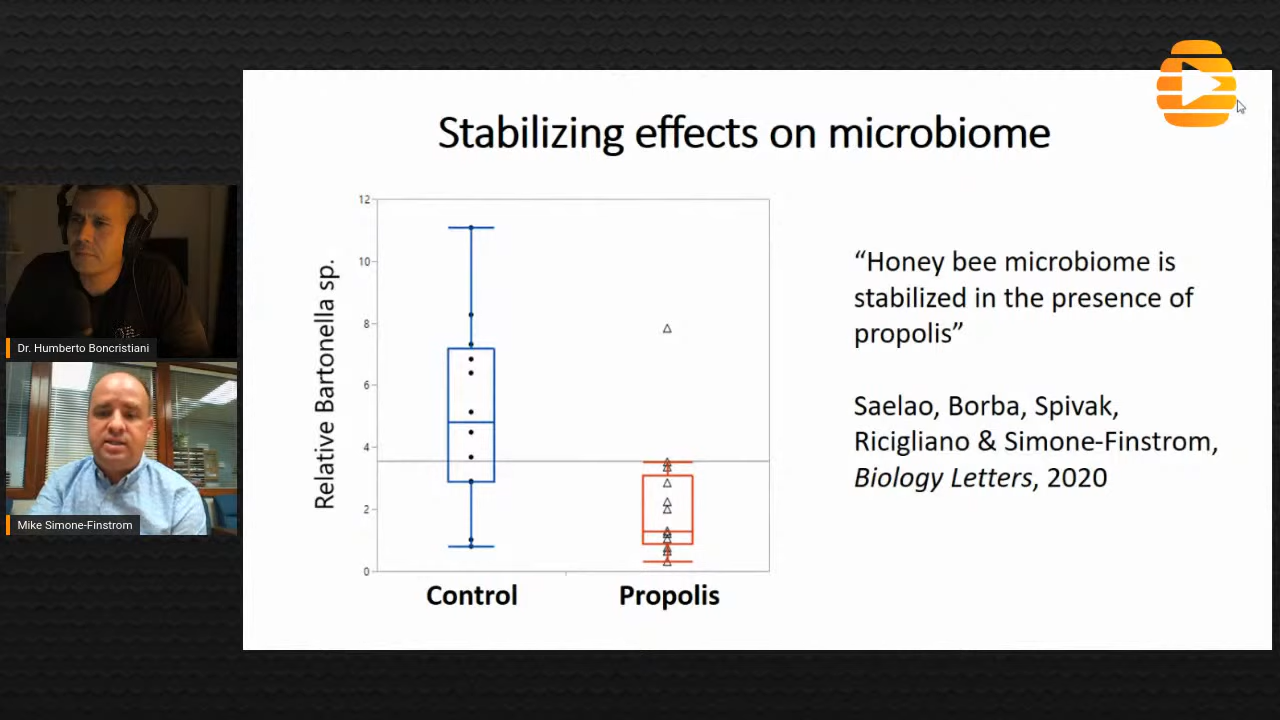 Stabilizing effects on microbiome
12
10
8
6
4
2
0
Relative Bartonella sp.
Control
Propolis
“Honey bee microbiome is
stabilized in the presence of
propolis”
Saelao, Borba, Spivak,
Ricigliano & Simone-Finstrom,
Biology Letters, 2020
Dr. Humberto Boncristiani
Mike Simone-Finstrom